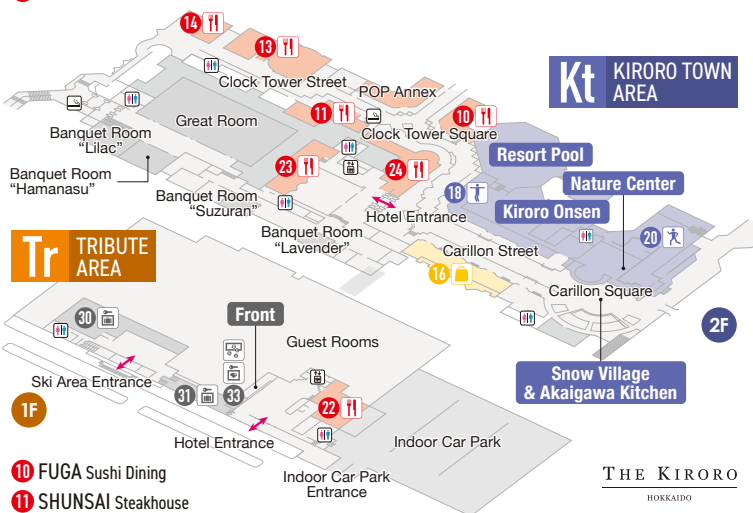 14
13
Clock Tower Street
POP Annex
Kt KIRORO TOWN
AREA
Great Room
11
10
Clock Tower Square
Banquet Room
“Lilac”
Banquet Room
“Hamanasu”
23
24
Resort Pool
Nature Center
18
Banquet Room
“Suzuran”
Hotel Entrance
Kiroro Onsen
20
Banquet Room
“Lavender”
Carillon Street
Tr TRIBUTE
AREA
16
Carillon Square
30
Front
2F
Guest Rooms
Ski Area Entrance
Snow Village
& Akaigawa Kitchen
31
33
22
1F
Hotel Entrance
Indoor Car Park
Indoor Car Park
Entrance
10 FUGA Sushi Dining
11 SHUNSAI Steakhouse
THE KIRORO
HOKKAIDO